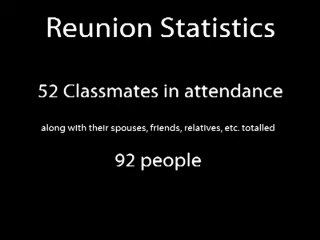 Reunion Statistics
52 Classmates in attendance
along with their spouses, friends, relatives, etc. totalled
92 people